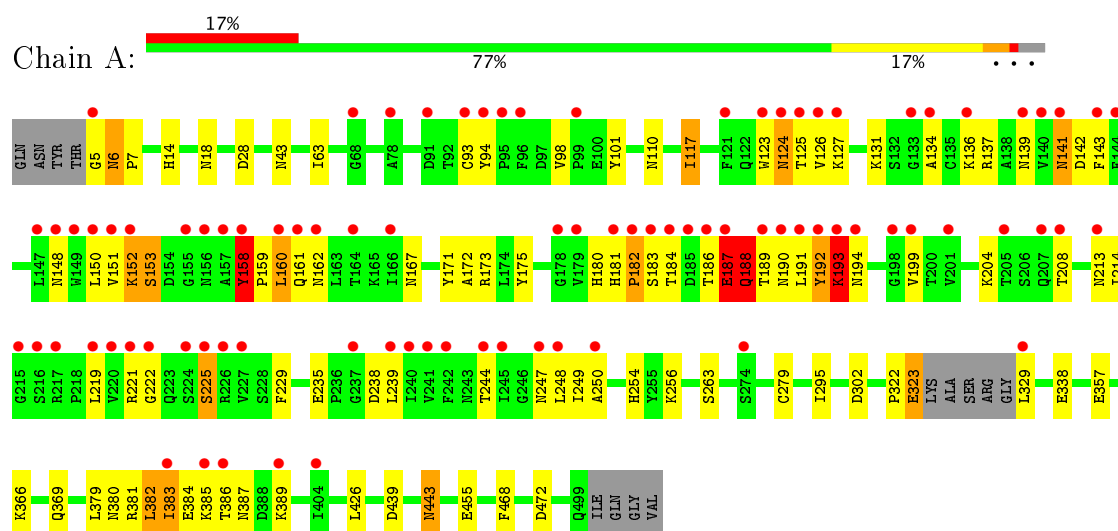 17%
Chain A:
77% 17% • • •
GLN ASN TYR THR G5 N6 P7 H14 N18 D28 N43 I63 G68 A78 D91 T92 C93 Y94 P95 F96 D97 V98 P99 E100 Y101 N110 I117 F121 Q122 W123 N124 T125 V126 K127 K131 S132 G133 A134 C135 K136 R137 A138 N139 V140 N141 D142 F143
L147 N148 W149 L150 V151 K152 S153 D154 G155 N156 A157 Y158 P159 L160 Q161 N162 L163 T164 K165 I166 N167 Y171 A172 R173 L174 Y175 G178 V179 H180 H181 P182 S183 T184 D185 T186 E187 Q188 T189 N190 L191 Y192 K193 N194 G198 V199 T200 V201 K204 T205 S206 Q207 T208 N213
G215 S216 R217 P218 L219 V220 R221 G222 Q223 S224 S225 R226 V227 S228 F229 E235 P236 G237 D238 L239 I240 V241 F242 N243 T244 I245 G246 N247 L248 I249 A250 H254 Y255 K256 S263 S274 C279 I295 D302 P322 E323 LYS ALA SER ARG GLY L329 E338 E357
K366 Q369 L379 N380 R381 L382 I383 E384 K385 T386 N387 D388 K389 I404 L426 D439 N443 E455 F468 D472 Q499 ILE GLN GLY VAL